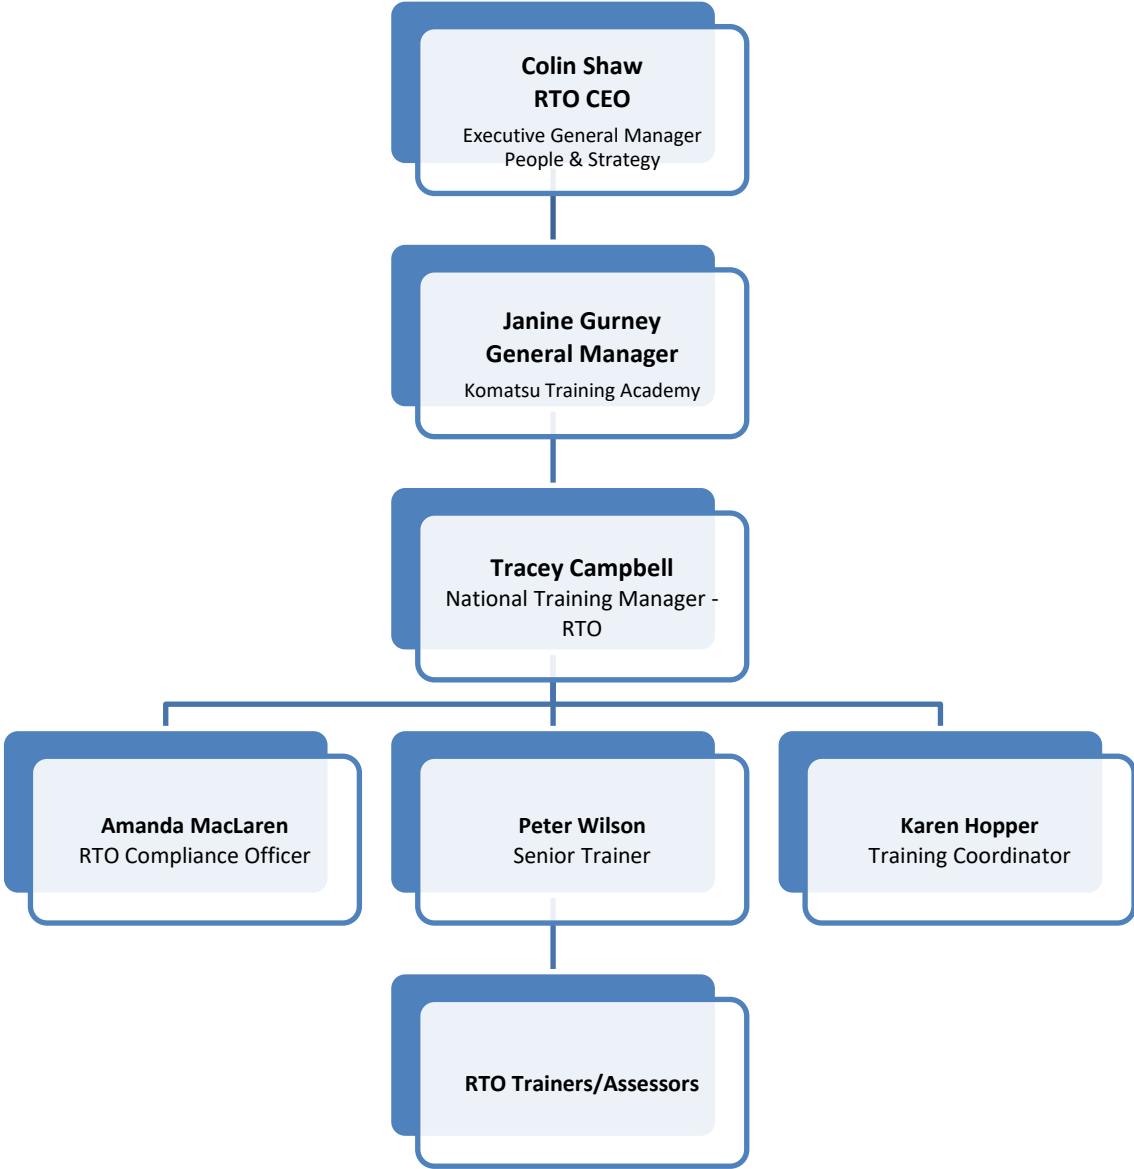 Colin Shaw
RTO CEO
Executive General Manager
People & Strategy
Janine Gurney
General Manager
Komatsu Training Academy
Tracey Campbell
National Training Manager -
RTO
Amanda MacLaren
RTO Compliance Officer
Peter Wilson
Senior Trainer
Karen Hopper
Training Coordinator
RTO Trainers/Assessors